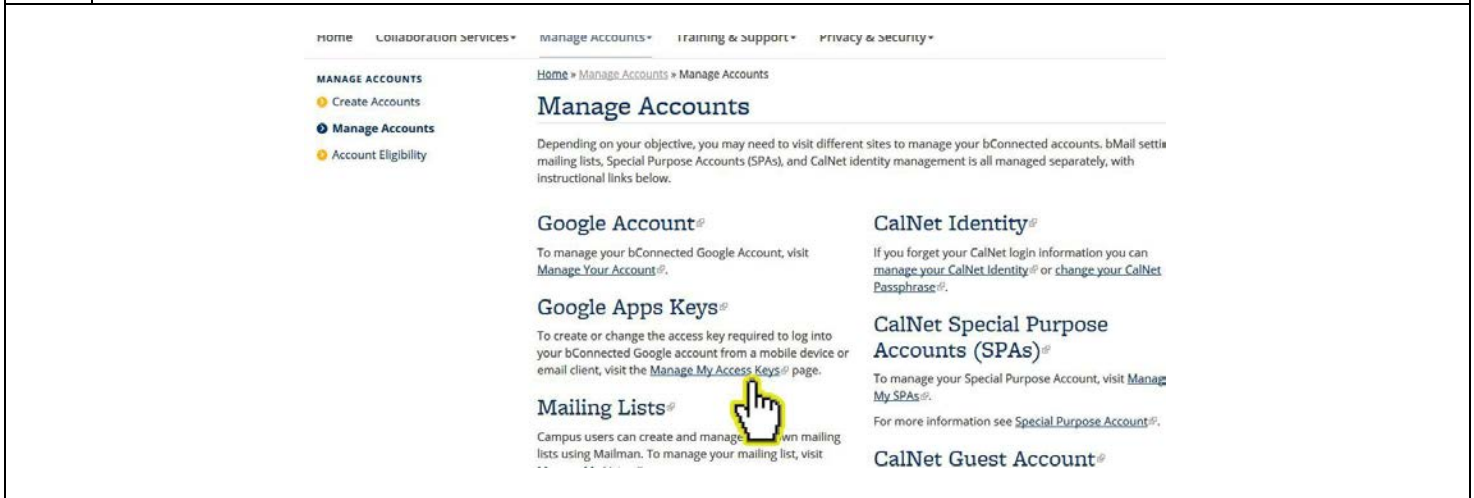 Home Collaboration Services Manage Accounts Training & Support Privacy & Security
MANAGE ACCOUNTS
Create Accounts
Manage Accounts
Account Eligibility
Home » Manage Accounts » Manage Accounts
Manage Accounts
Depending on your objective, you may need to visit different sites to manage your bConnected accounts. bMail
mailing lists, Special Purpose Accounts (SPAs), and CalNet identity management is all managed separately, with
instructional links below.
Google Account
To manage your bConnected Google Account, visit
Manage Your Account.
Google Apps Keys
To create or change the access key required to log into
your bConnected Google account from a mobile device or
email client, visit the Manage My Access Keys page.
Mailing Lists
Campus users can create and manage wn mailing
lists using Mailman. To manage your mailing list, visit
CalNet Identity
If you forget your CalNet login information you can
manage your CalNet Identity or change your CalNet
Passphrase.
CalNet Special Purpose
Accounts (SPAs)
To manage your Special Purpose Account, visit Manag
My SPAs.
For more information see Special Purpose Account.
CalNet Guest Account